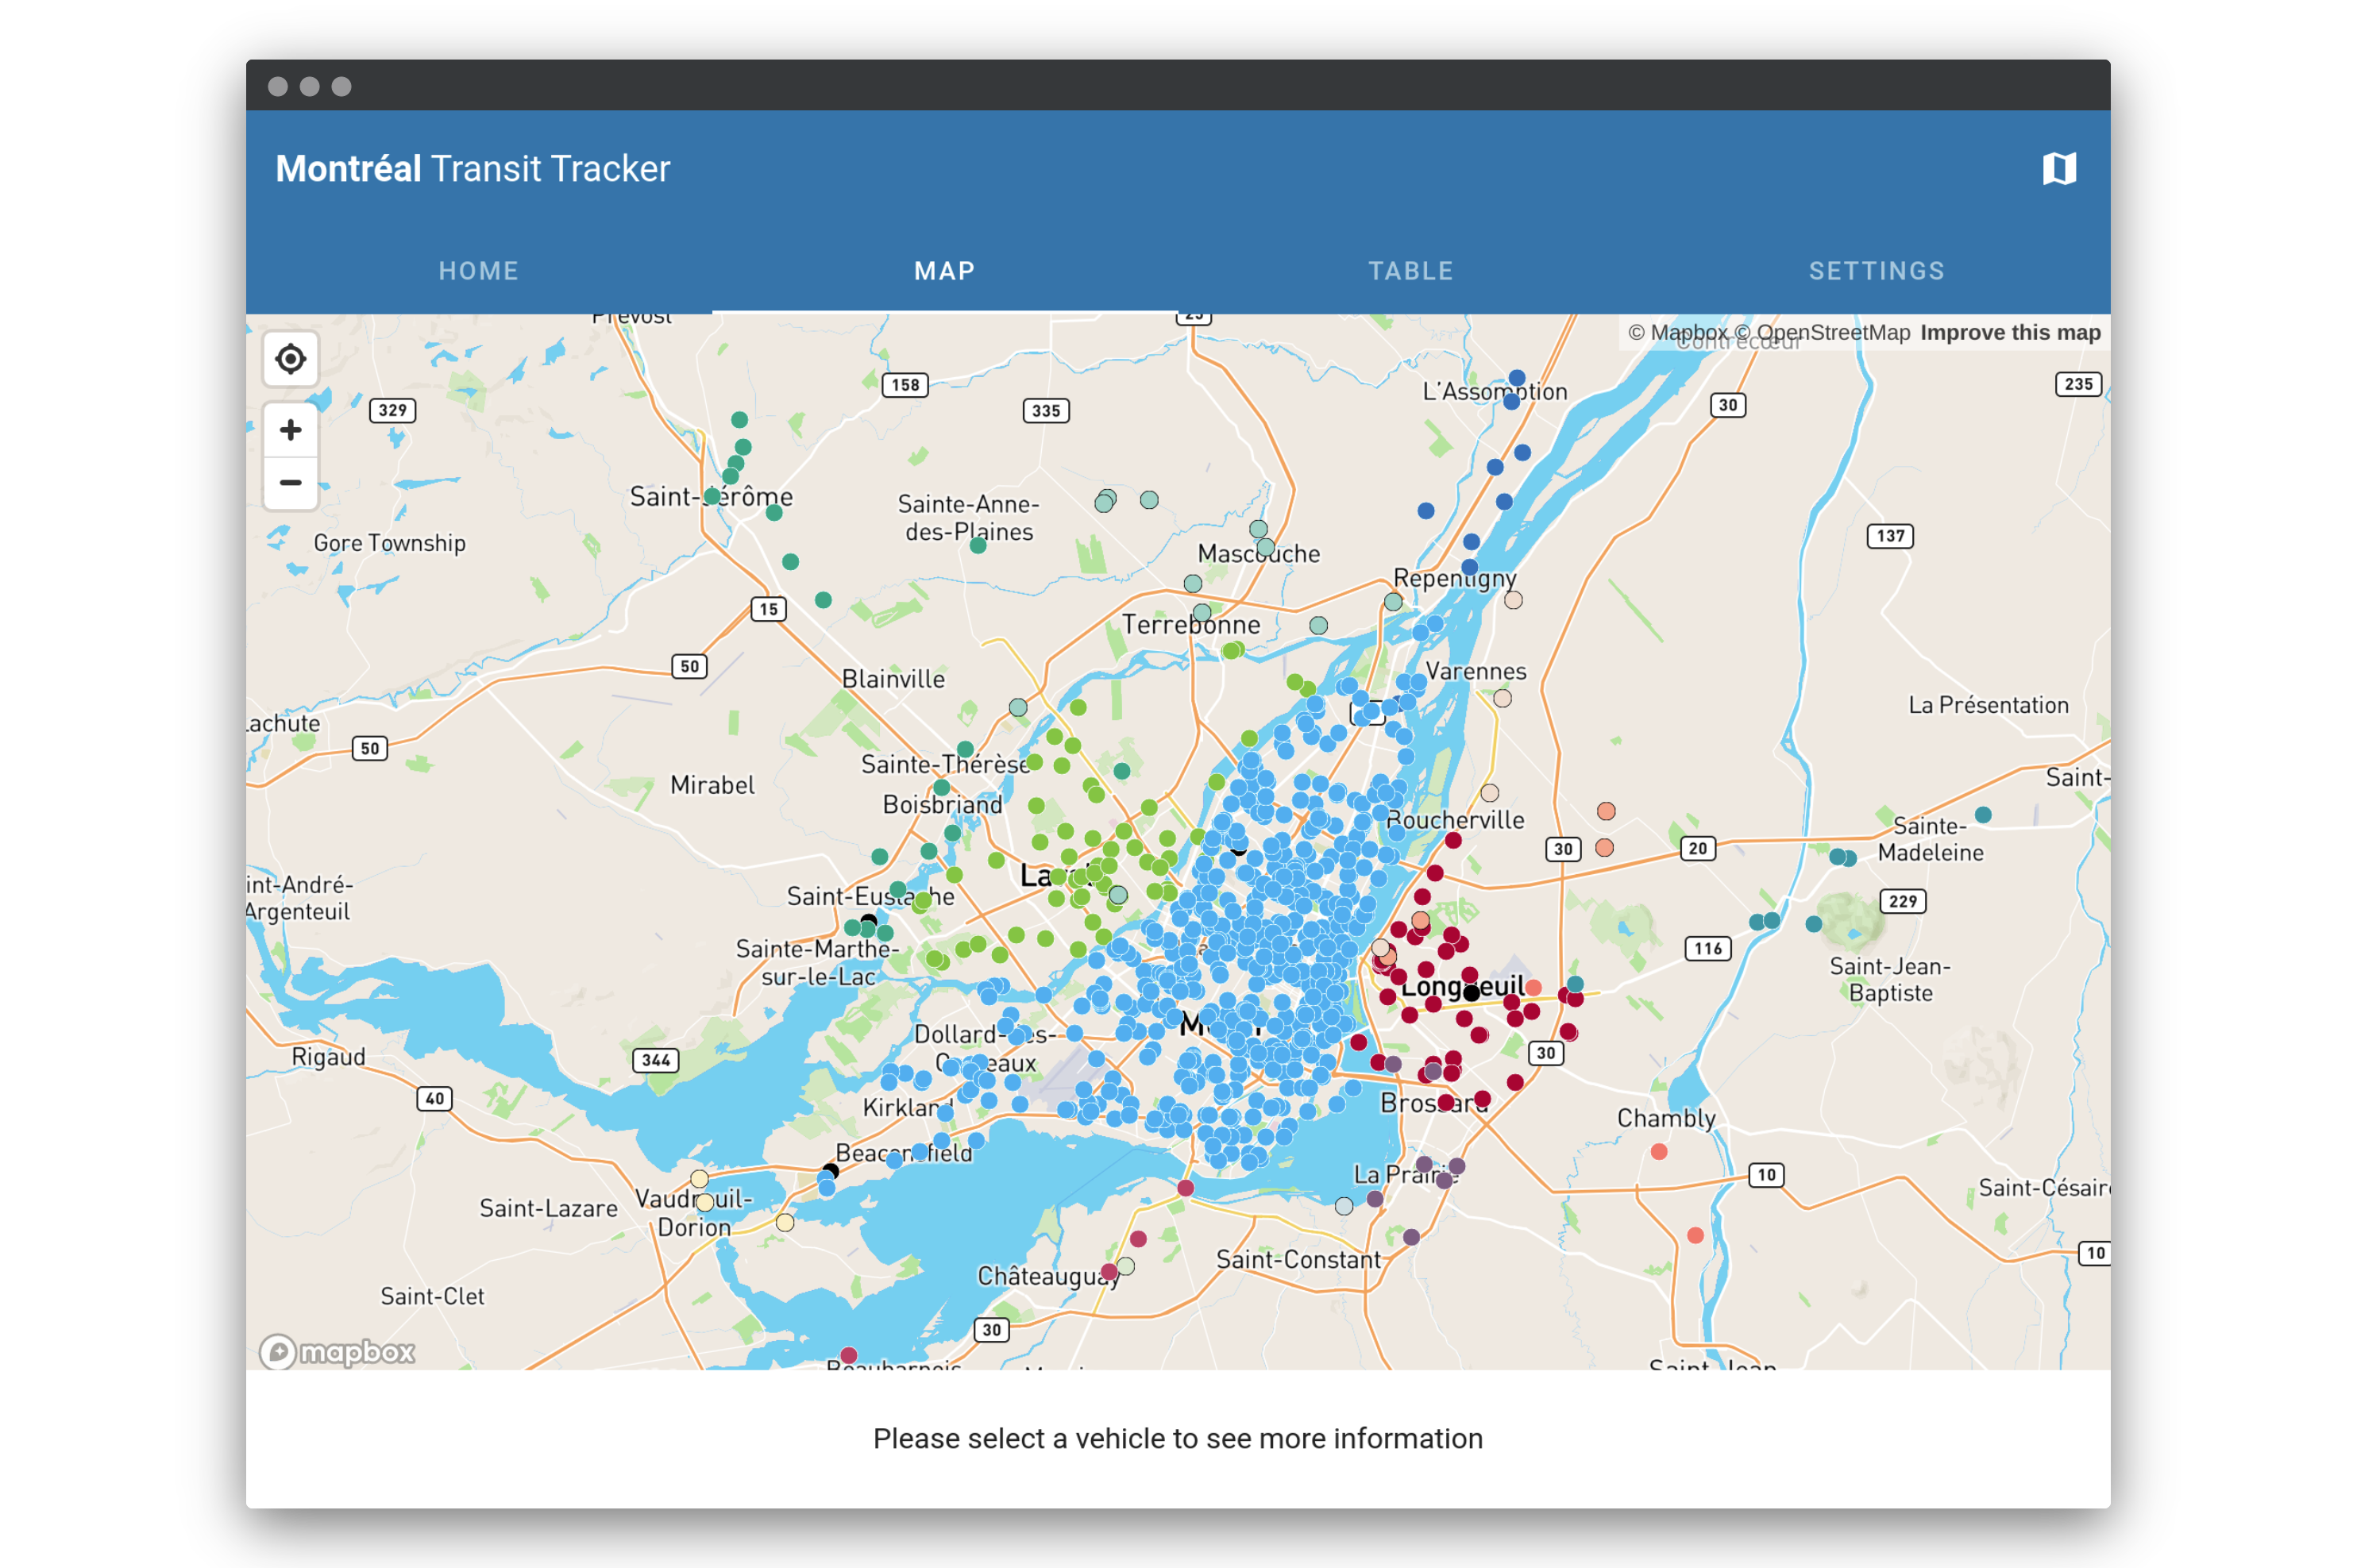 Montréal Transit Tracker
HOME
MAP
TABLE
SETTINGS
Prévost
25
© Mapbox © OpenStreetMap Improve this map
Contrecœur
158
L'Assomption
235
329
335
30
Saint-Jérôme
Sainte-Anne-
des-Plaines
Gore Township
137
Mascouche
Repentigny
15
Terrebonne
50
Varennes
Blainville
La Présentation
Lachute
50
Sainte-Thérèse
Saint-
Mirabel
Boisbriand
Boucherville
Sainte-
Madeleine
30
20
int-André-
Argenteuil
Saint-Eustache
229
Sainte-Marthe-
sur-le-Lac
116
Saint-Jean-
Baptiste
Longueuil
Dollard-des-
Rigaud
344
30
40
Kirkland
Brossard
Chambly
Beaconsfield
La Prairie
10
Saint-Lazare
Vaudreuil-
Dorion
Saint-Césaire
Saint-Constant
10
Châteauguay
Saint-Clet
30
mapbox
Beauharnois
Saint-Jean
Please select a vehicle to see more information